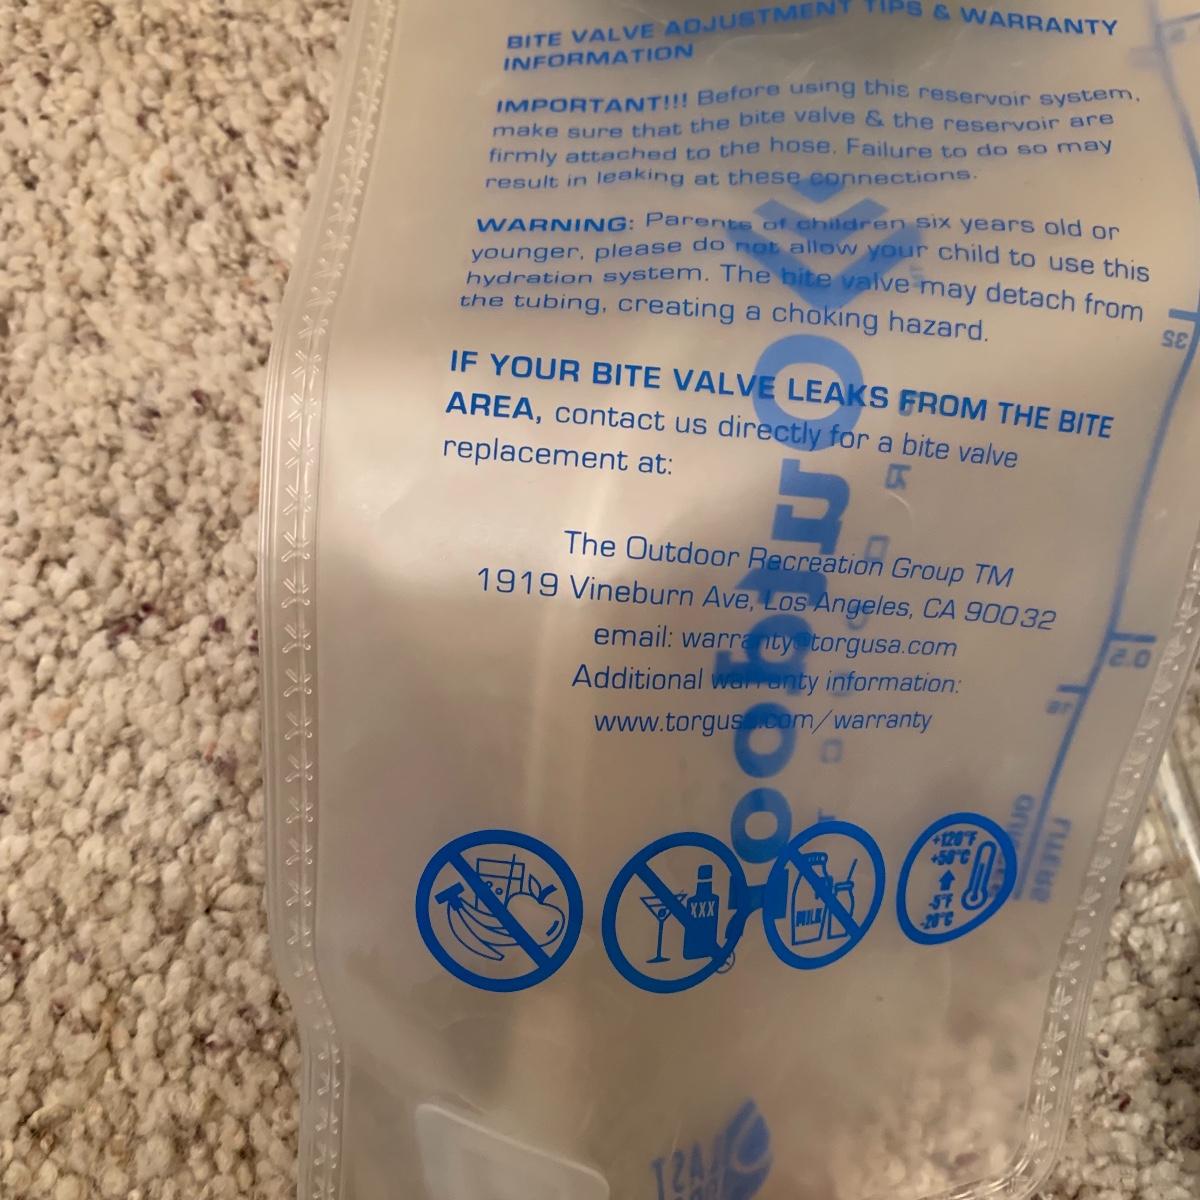 BITE VALVE ADJUSTMENT TIPS & WARRANTY
INFORMATION
IMPORTANT!!! Before using this reservoir system,
make sure that the bite valve & the reservoir are
firmly attached to the hose. Failure to do so may
result in leaking at these connections.
WARNING: Parents of children six years old or
younger, please do not allow your child to use this
hydration system. The bite valve may detach from
the tubing, creating a choking hazard.
IF YOUR BITE VALVE LEAKS FROM THE BITE
AREA, contact us directly for a bite valve
replacement at:
The Outdoor Recreation Group TM
1919 Vineburn Ave, Los Angeles, CA 90032
email: warranty@torgusa.com
Additional warranty information:
www.torgusa.com/warranty
XXX
MILK
+120°F
+50°C
-5°F
-20°C
35
0.5
outdoor